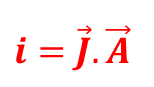 i = J⃗ . A⃗